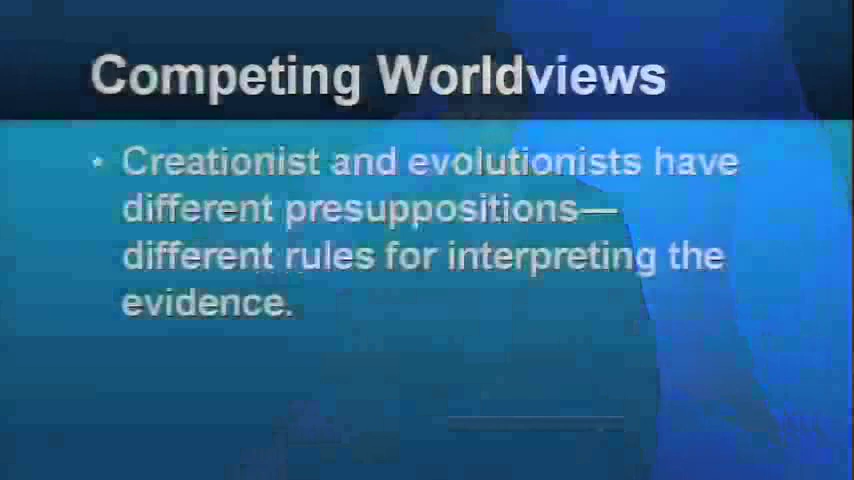 Competing Worldviews
• Creationist and evolutionists have
different presuppositions—
different rules for interpreting the
evidence.